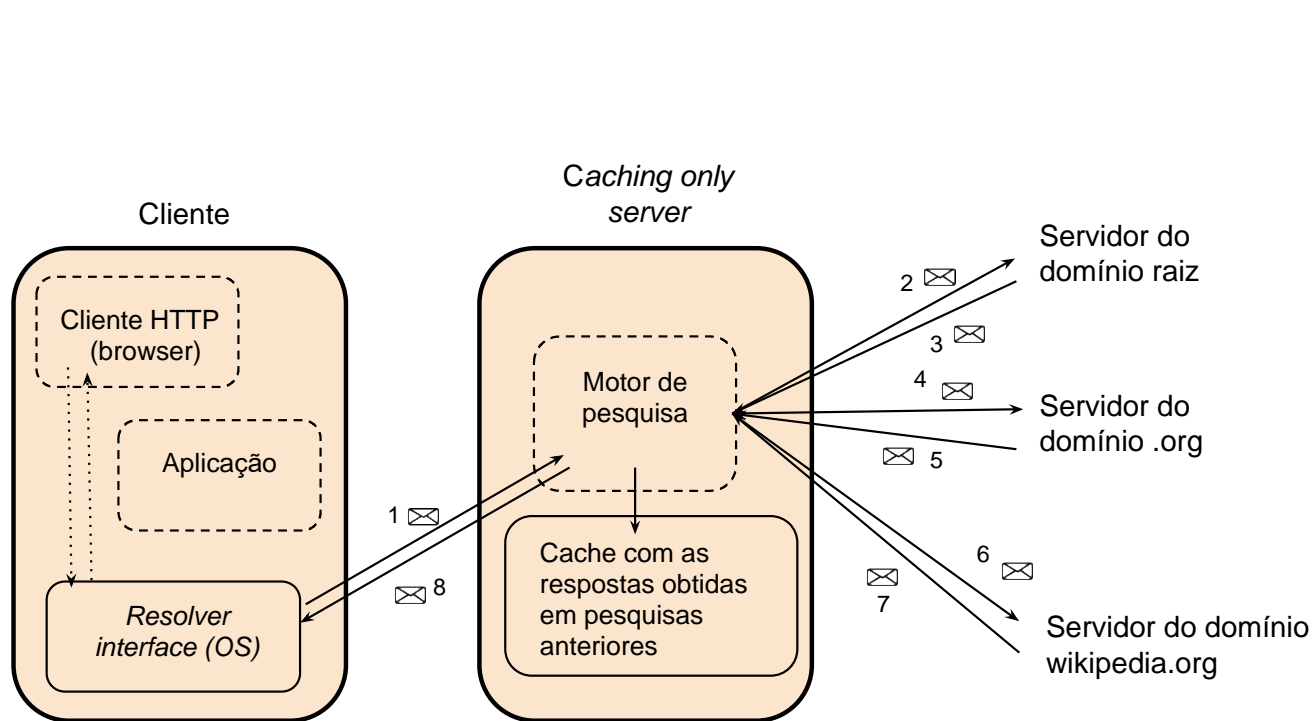 Cliente
Cliente HTTP
(browser)
Aplicação
Resolver
interface (OS)
1
8
Caching only
server
Motor de
pesquisa
Cache com as
respostas obtidas
em pesquisas
anteriores
2
3
4
5
6
7
Servidor do
domínio raiz
Servidor do
domínio .org
Servidor do domínio
wikipedia.org